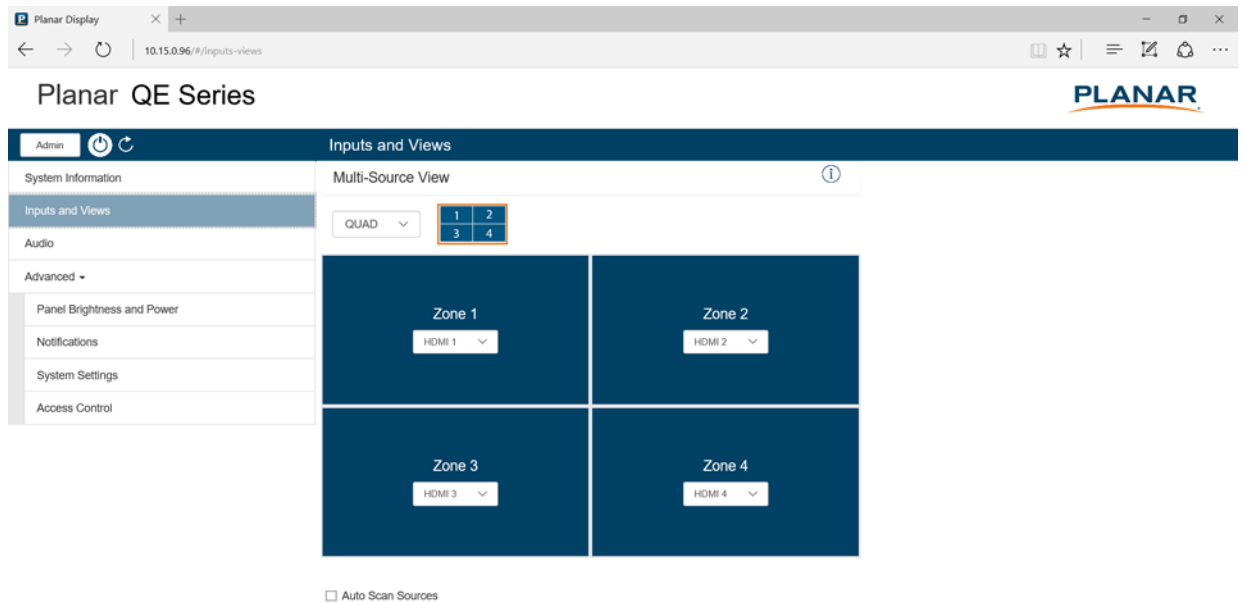 Planar Display
10.15.0.96/#/inputs-views
Planar QE Series
PLANAR
Admin
Inputs and Views
System Information
Inputs and Views
Audio
Advanced
Panel Brightness and Power
Notifications
System Settings
Access Control
Multi-Source View
QUAD
1 2
3 4
Zone 1
HDMI 1
Zone 2
HDMI 2
Zone 3
HDMI 3
Zone 4
HDMI 4
Auto Scan Sources